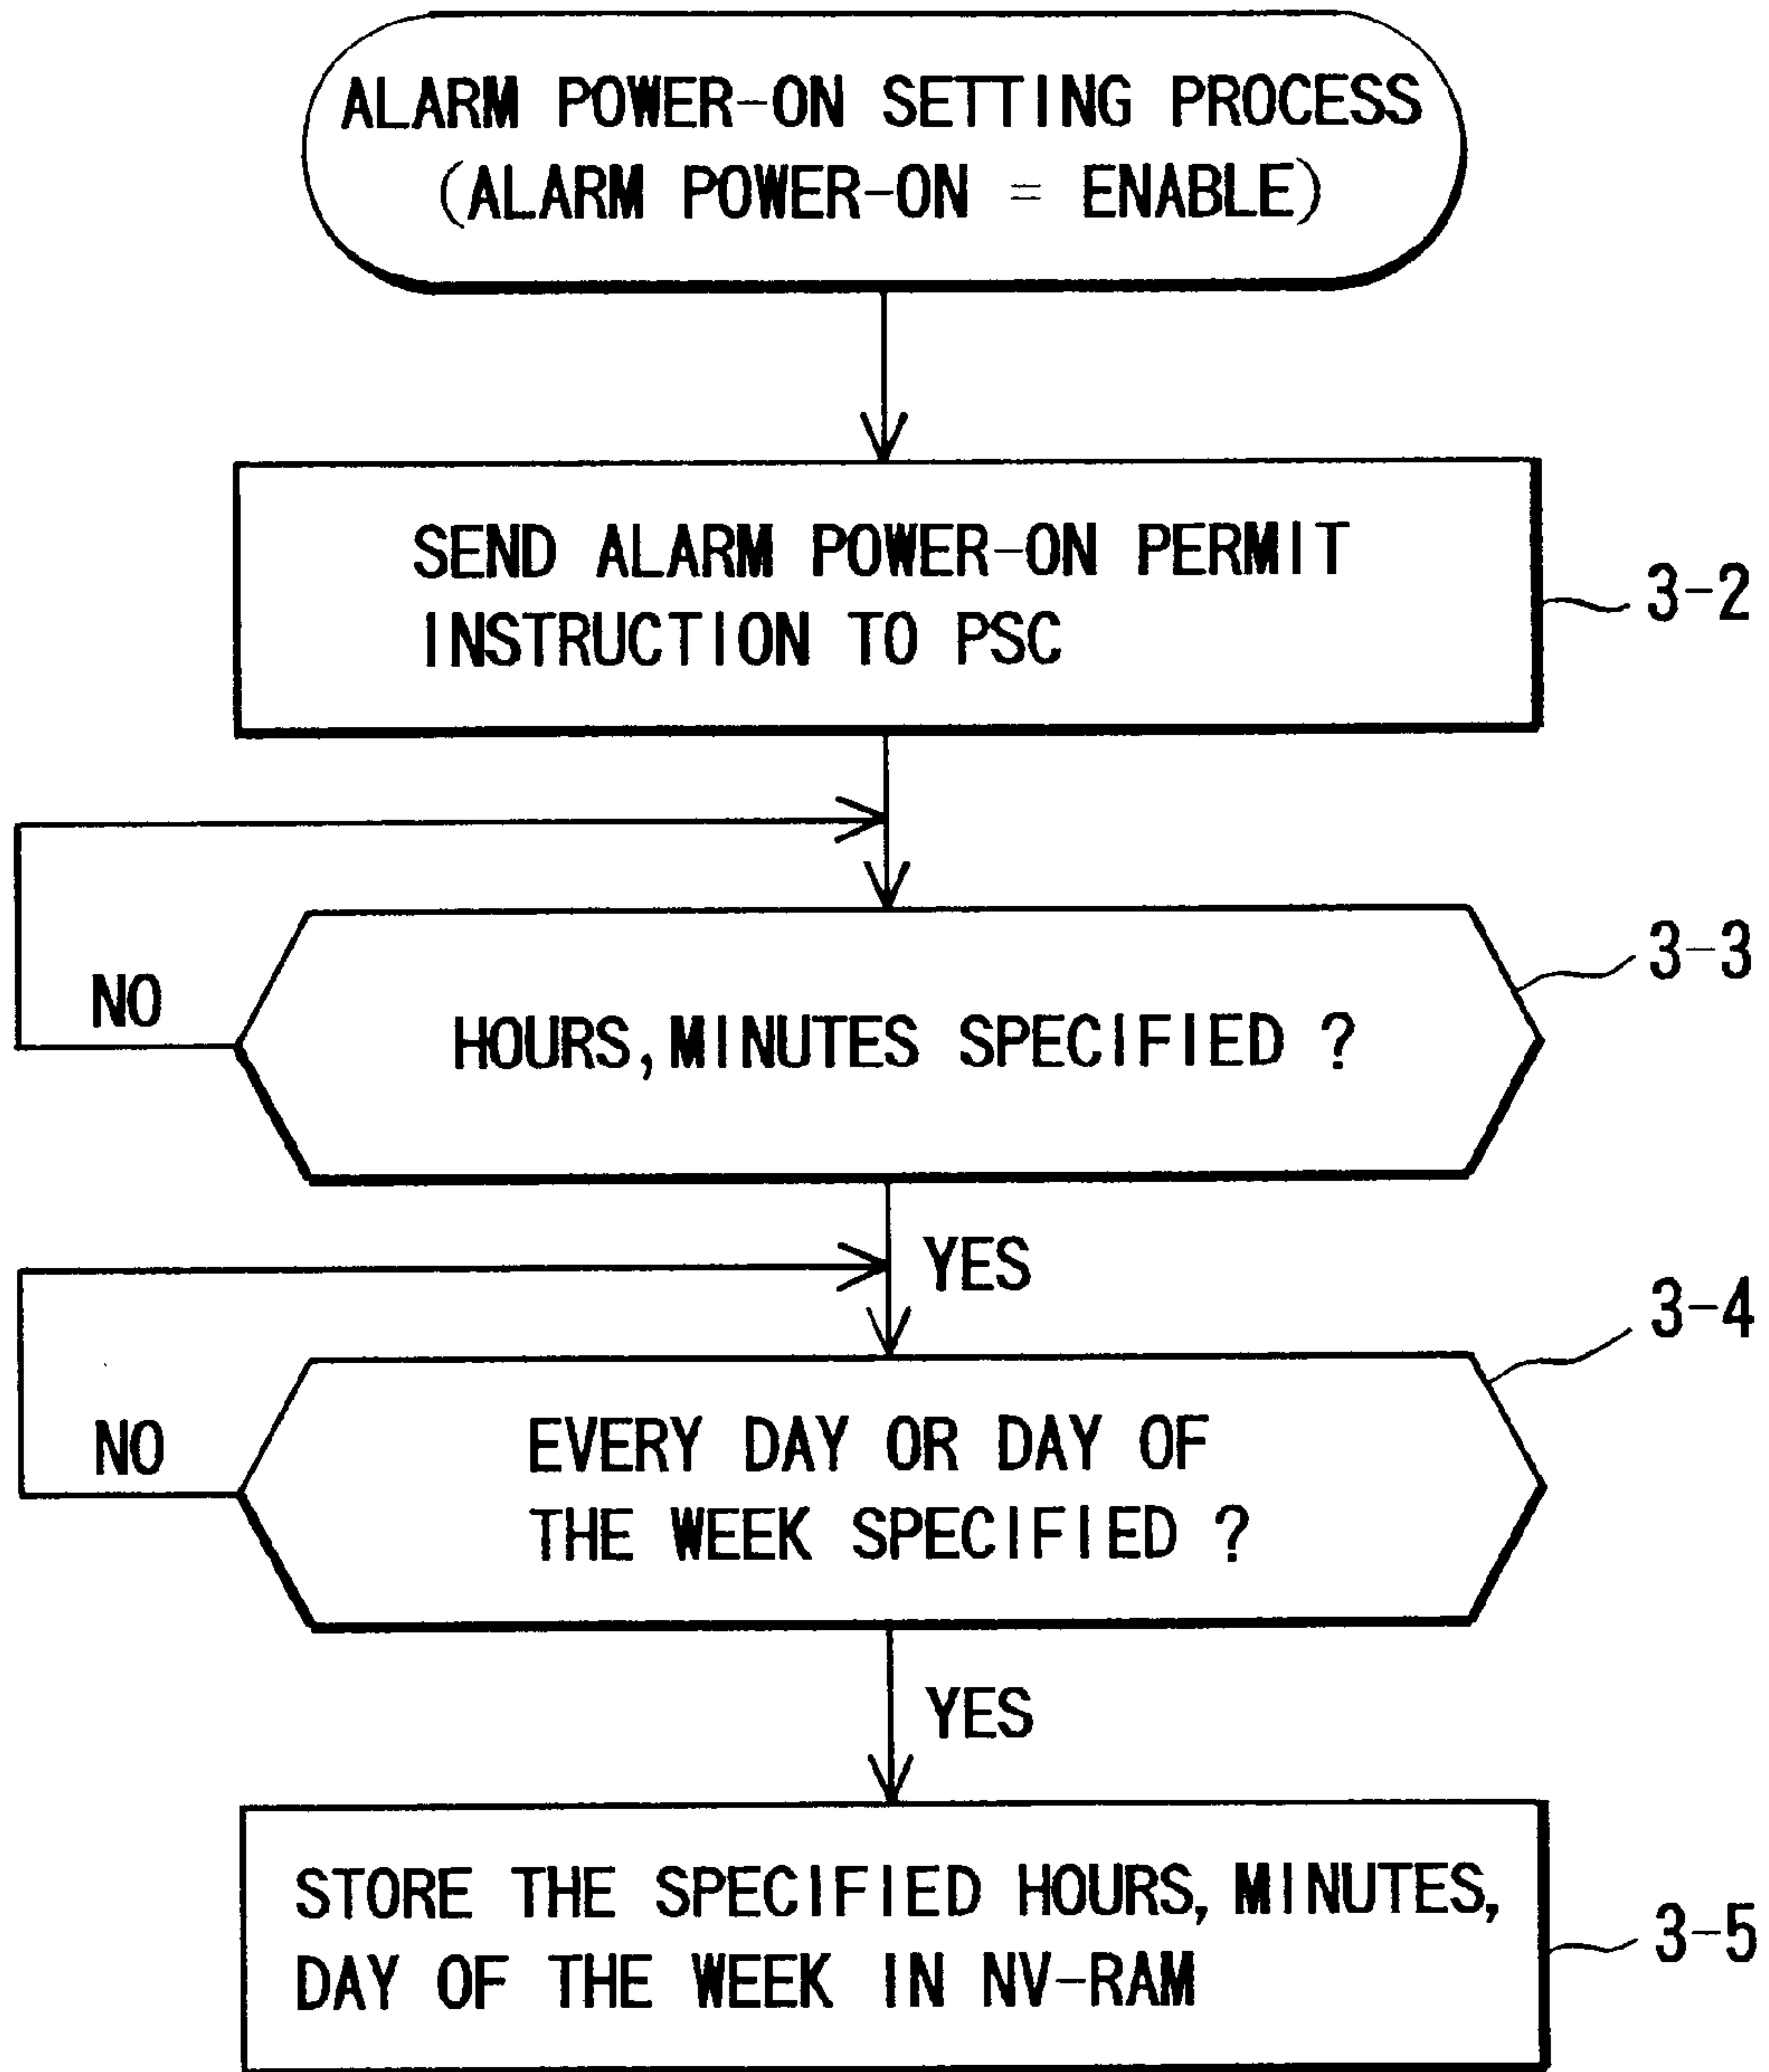 ALARM POWER-ON SETTING PROCESS
(ALARM POWER-ON = ENABLE)
SEND ALARM POWER-ON PERMIT
INSTRUCTION TO PSC
3-2
NO
HOURS, MINUTES SPECIFIED ?
3-3
YES
NO
EVERY DAY OR DAY OF
THE WEEK SPECIFIED ?
3-4
YES
STORE THE SPECIFIED HOURS, MINUTES,
DAY OF THE WEEK IN NV-RAM
3-5